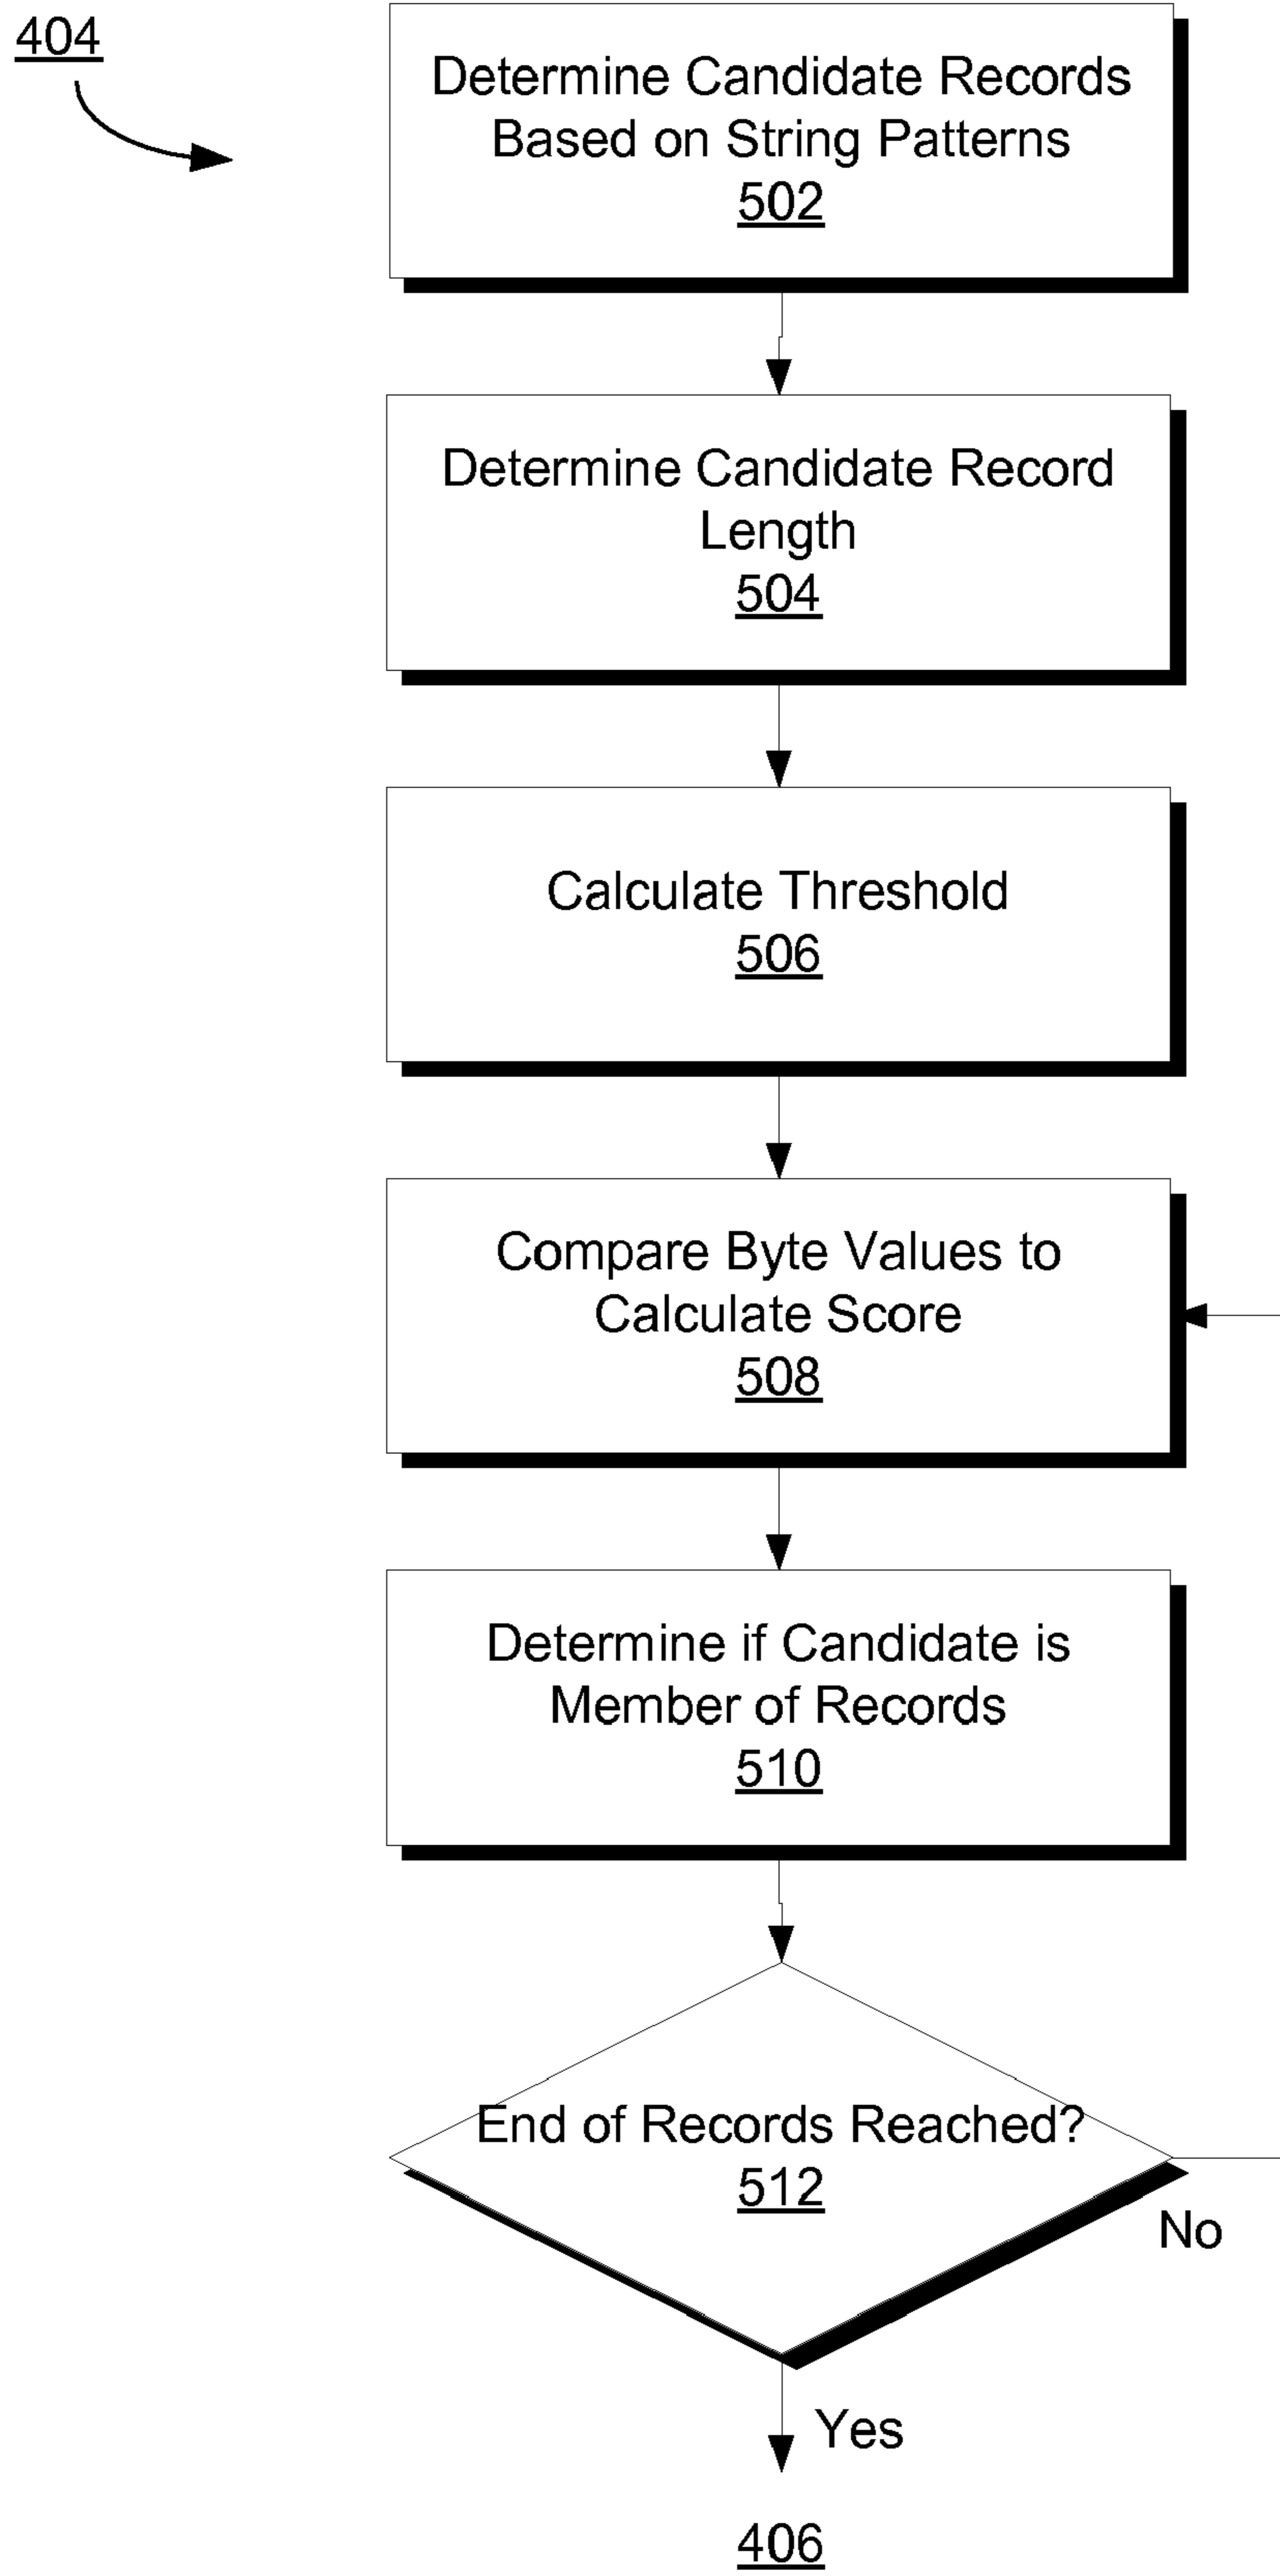 404
Determine Candidate Records
Based on String Patterns
502
Determine Candidate Record
Length
504
Calculate Threshold
506
Compare Byte Values to
Calculate Score
508
Determine if Candidate is
Member of Records
510
End of Records Reached?
512
No
Yes
406